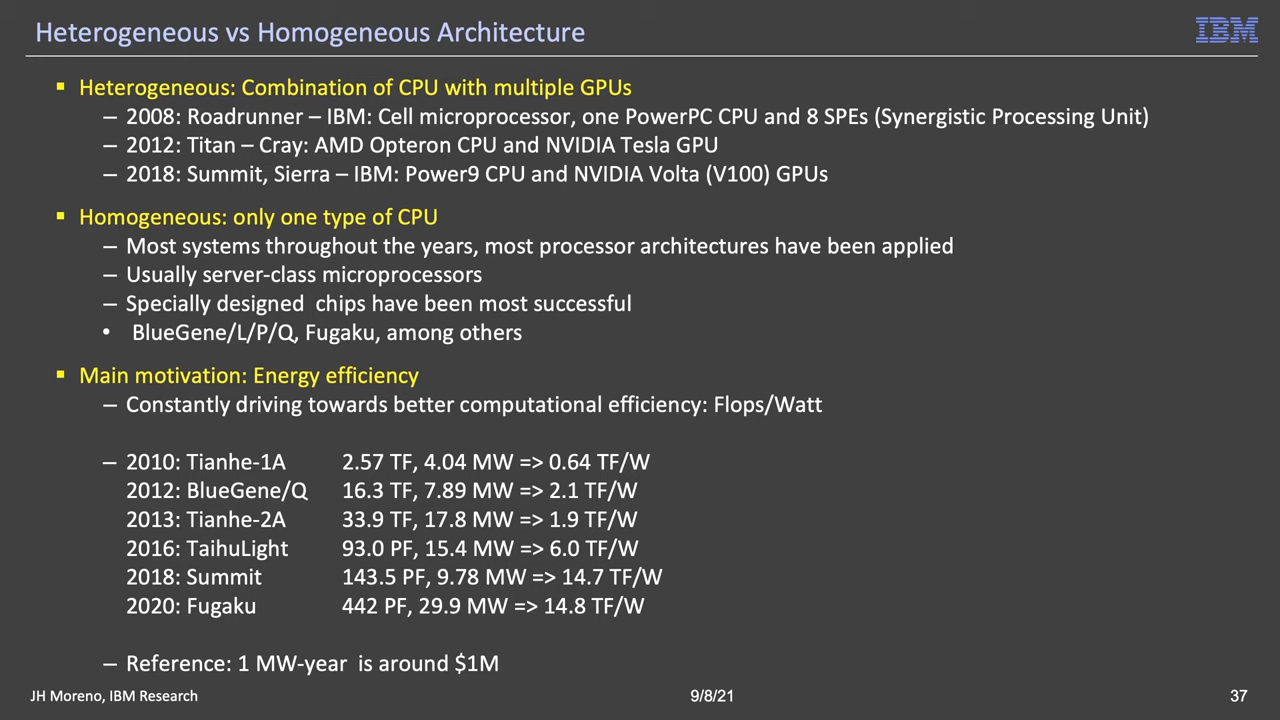 Heterogeneous vs Homogeneous Architecture
IBM
▪ Heterogeneous: Combination of CPU with multiple GPUs
– 2008: Roadrunner – IBM: Cell microprocessor, one PowerPC CPU and 8 SPEs (Synergistic Processing Unit)
– 2012: Titan – Cray: AMD Opteron CPU and NVIDIA Tesla GPU
– 2018: Summit, Sierra – IBM: Power9 CPU and NVIDIA Volta (V100) GPUs
▪ Homogeneous: only one type of CPU
– Most systems throughout the years, most processor architectures have been applied
– Usually server-class microprocessors
– Specially designed  chips have been most successful
• BlueGene/L/P/Q, Fugaku, among others
▪ Main motivation: Energy efficiency
– Constantly driving towards better computational efficiency: Flops/Watt
– 2010: Tianhe-1A 2.57 TF, 4.04 MW => 0.64 TF/W
2012: BlueGene/Q 16.3 TF, 7.89 MW => 2.1 TF/W
2013: Tianhe-2A 33.9 TF, 17.8 MW => 1.9 TF/W
2016: TaihuLight 93.0 PF, 15.4 MW => 6.0 TF/W
2018: Summit 143.5 PF, 9.78 MW => 14.7 TF/W
2020: Fugaku 442 PF, 29.9 MW => 14.8 TF/W
– Reference: 1 MW-year  is around $1M
JH Moreno, IBM Research 9/8/21 37